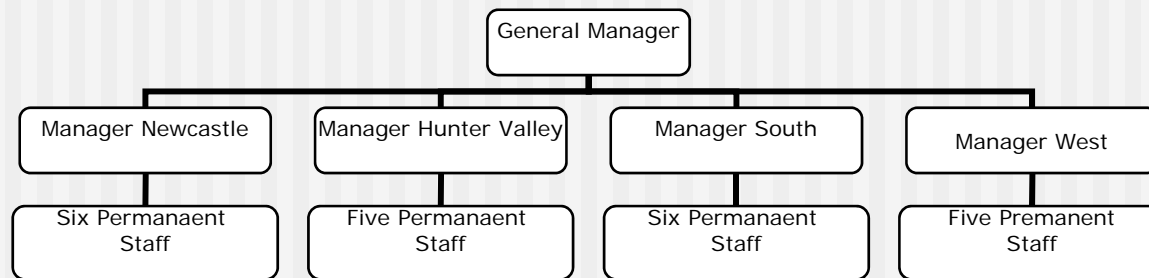 General Manager
Manager Newcastle
Manager Hunter Valley
Manager South
Manager West
Six Permanaent
Staff
Five Permanaent
Staff
Six Permanaent
Staff
Five Premanent
Staff